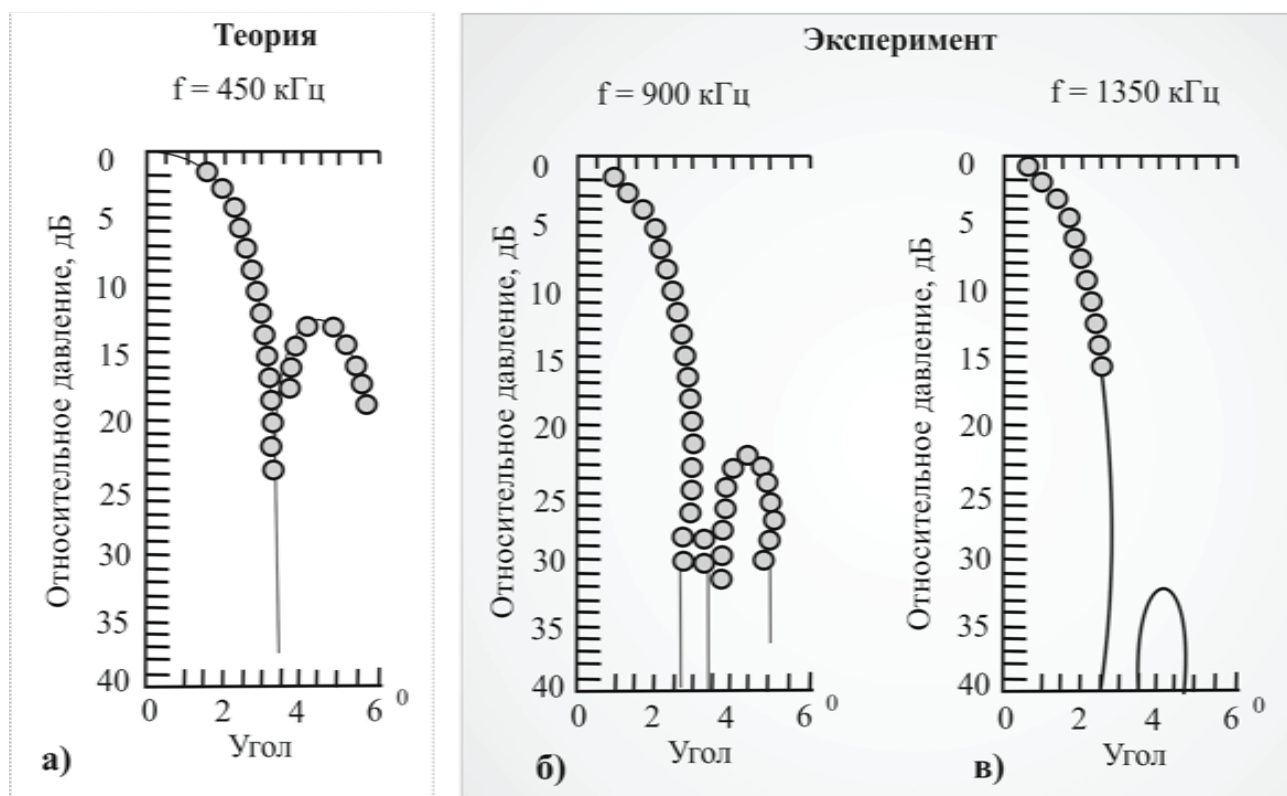 Теория
Эксперимент
f = 450 кГц
f = 900 кГц
f = 1350 кГц
Относительное давление, дБ
0
5
10
15
20
25
30
35
40
0 2 4 6 0
Угол
а)
Относительное давление, дБ
0
5
10
15
20
25
30
35
40
0 2 4 6 0
Угол
б)
Относительное давление, дБ
0
5
10
15
20
25
30
35
40
0 2 4 6 0
Угол
в)